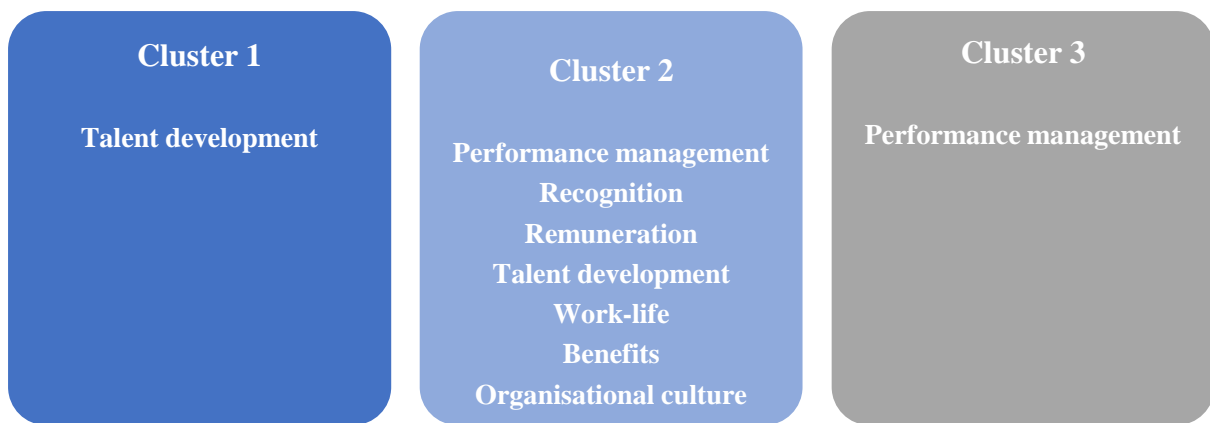 Cluster 1
Talent development
Cluster 2
Performance management
Recognition
Remuneration
Talent development
Work-life
Benefits
Organisational culture
Cluster 3
Performance management